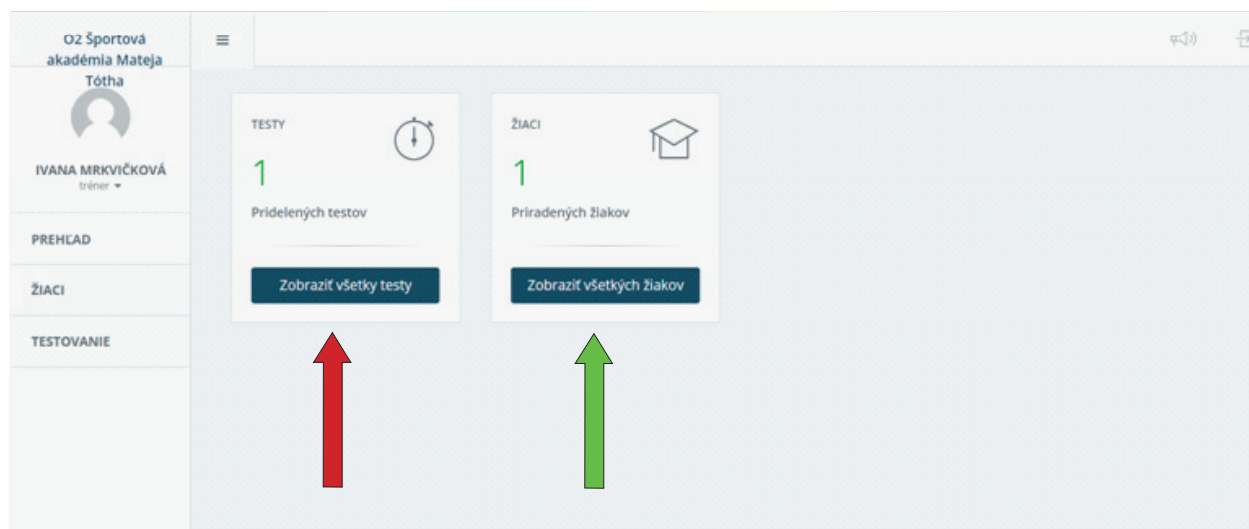 O2 Športová
akadémia Mateja
Tótha
IVANA MRKVIČKOVÁ
tréner
PREHĽAD
ŽIACI
TESTOVANIE
TESTY
1
Pridelených testov
Zobraziť všetky testy
ŽIACI
1
Priradených žiakov
Zobraziť všetkých žiakov